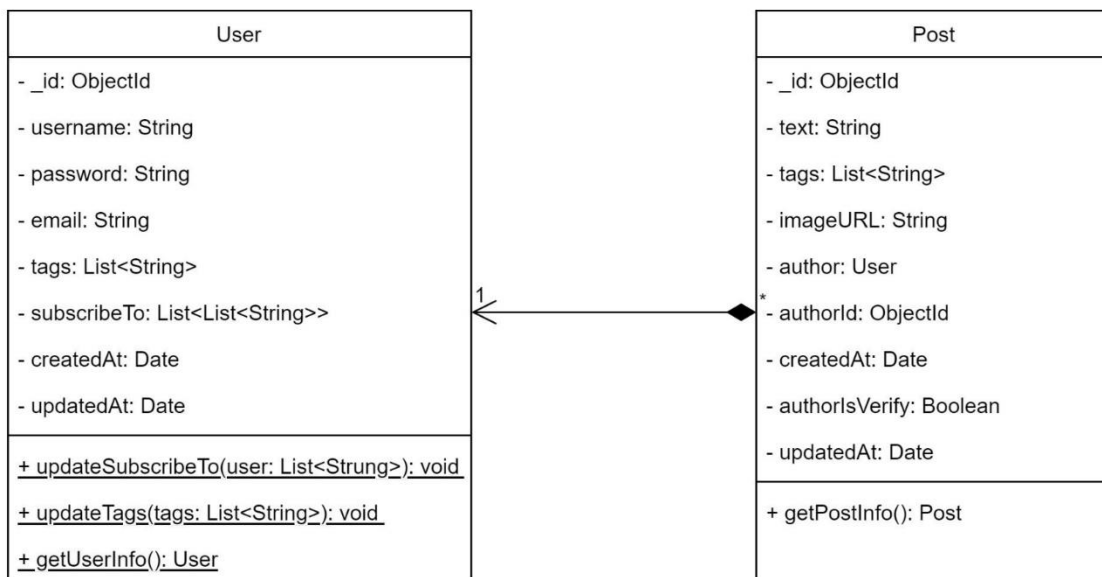 User
- _id: ObjectId
- username: String
- password: String
- email: String
- tags: List<String>
- subscribeTo: List<List<String>>
- createdAt: Date
- updatedAt: Date
+ updateSubscribeTo(user: List<Strung>): void
+ updateTags(tags: List<String>): void
+ getUserInfo(): User
1
*
Post
- _id: ObjectId
- text: String
- tags: List<String>
- imageURL: String
- author: User
- authorId: ObjectId
- createdAt: Date
- authorIsVerify: Boolean
- updatedAt: Date
+ getPostInfo(): Post